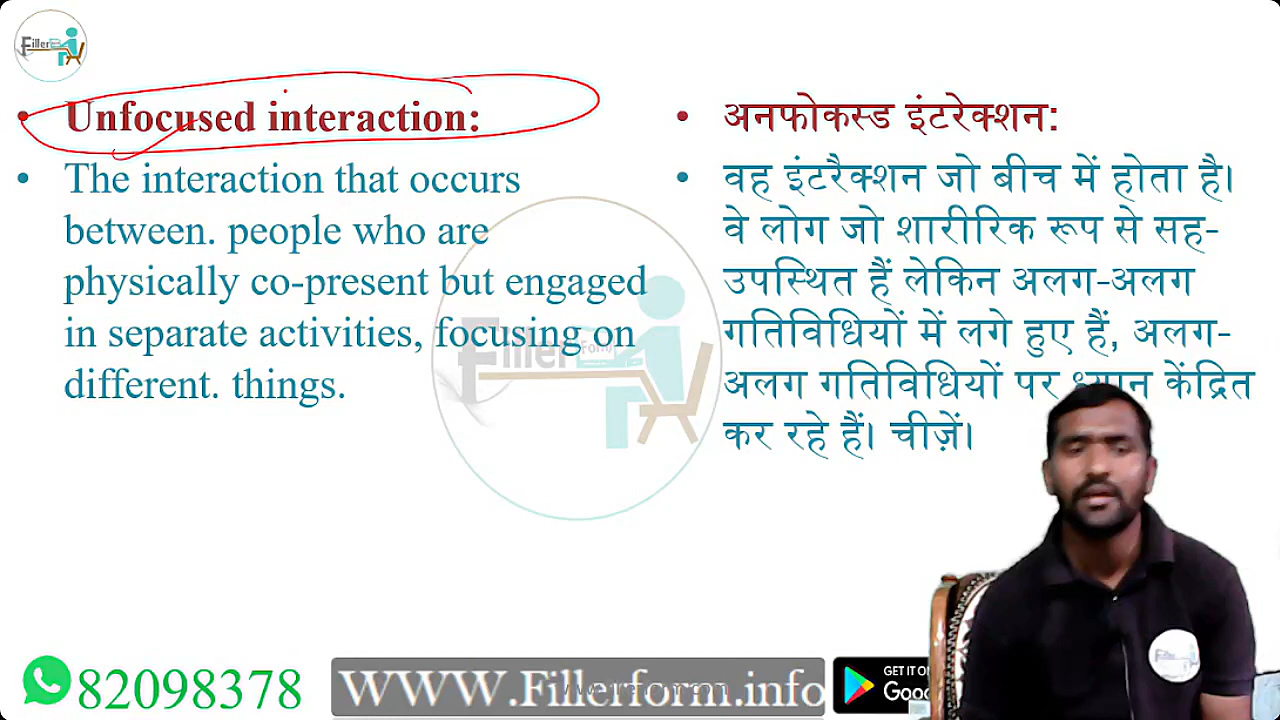 Filler
• Unfocused interaction:
• The interaction that occurs
between. people who are
physically co-present but engaged
in separate activities, focusing on
different. things.
• अनफोकस्ड इंटरेक्शन:
• वह इंटरैक्शन जो बीच में होता है।
वे लोग जो शारीरिक रूप से सह-
उपस्थित हैं लेकिन अलग-अलग
गतिविधियों में लगे हुए हैं, अलग-
अलग गतिविधियों पर ध्यान केंद्रित
कर रहे हैं। चीज़ें।
Filler Form
82098378
www.Fillerform.info
GET IT ON